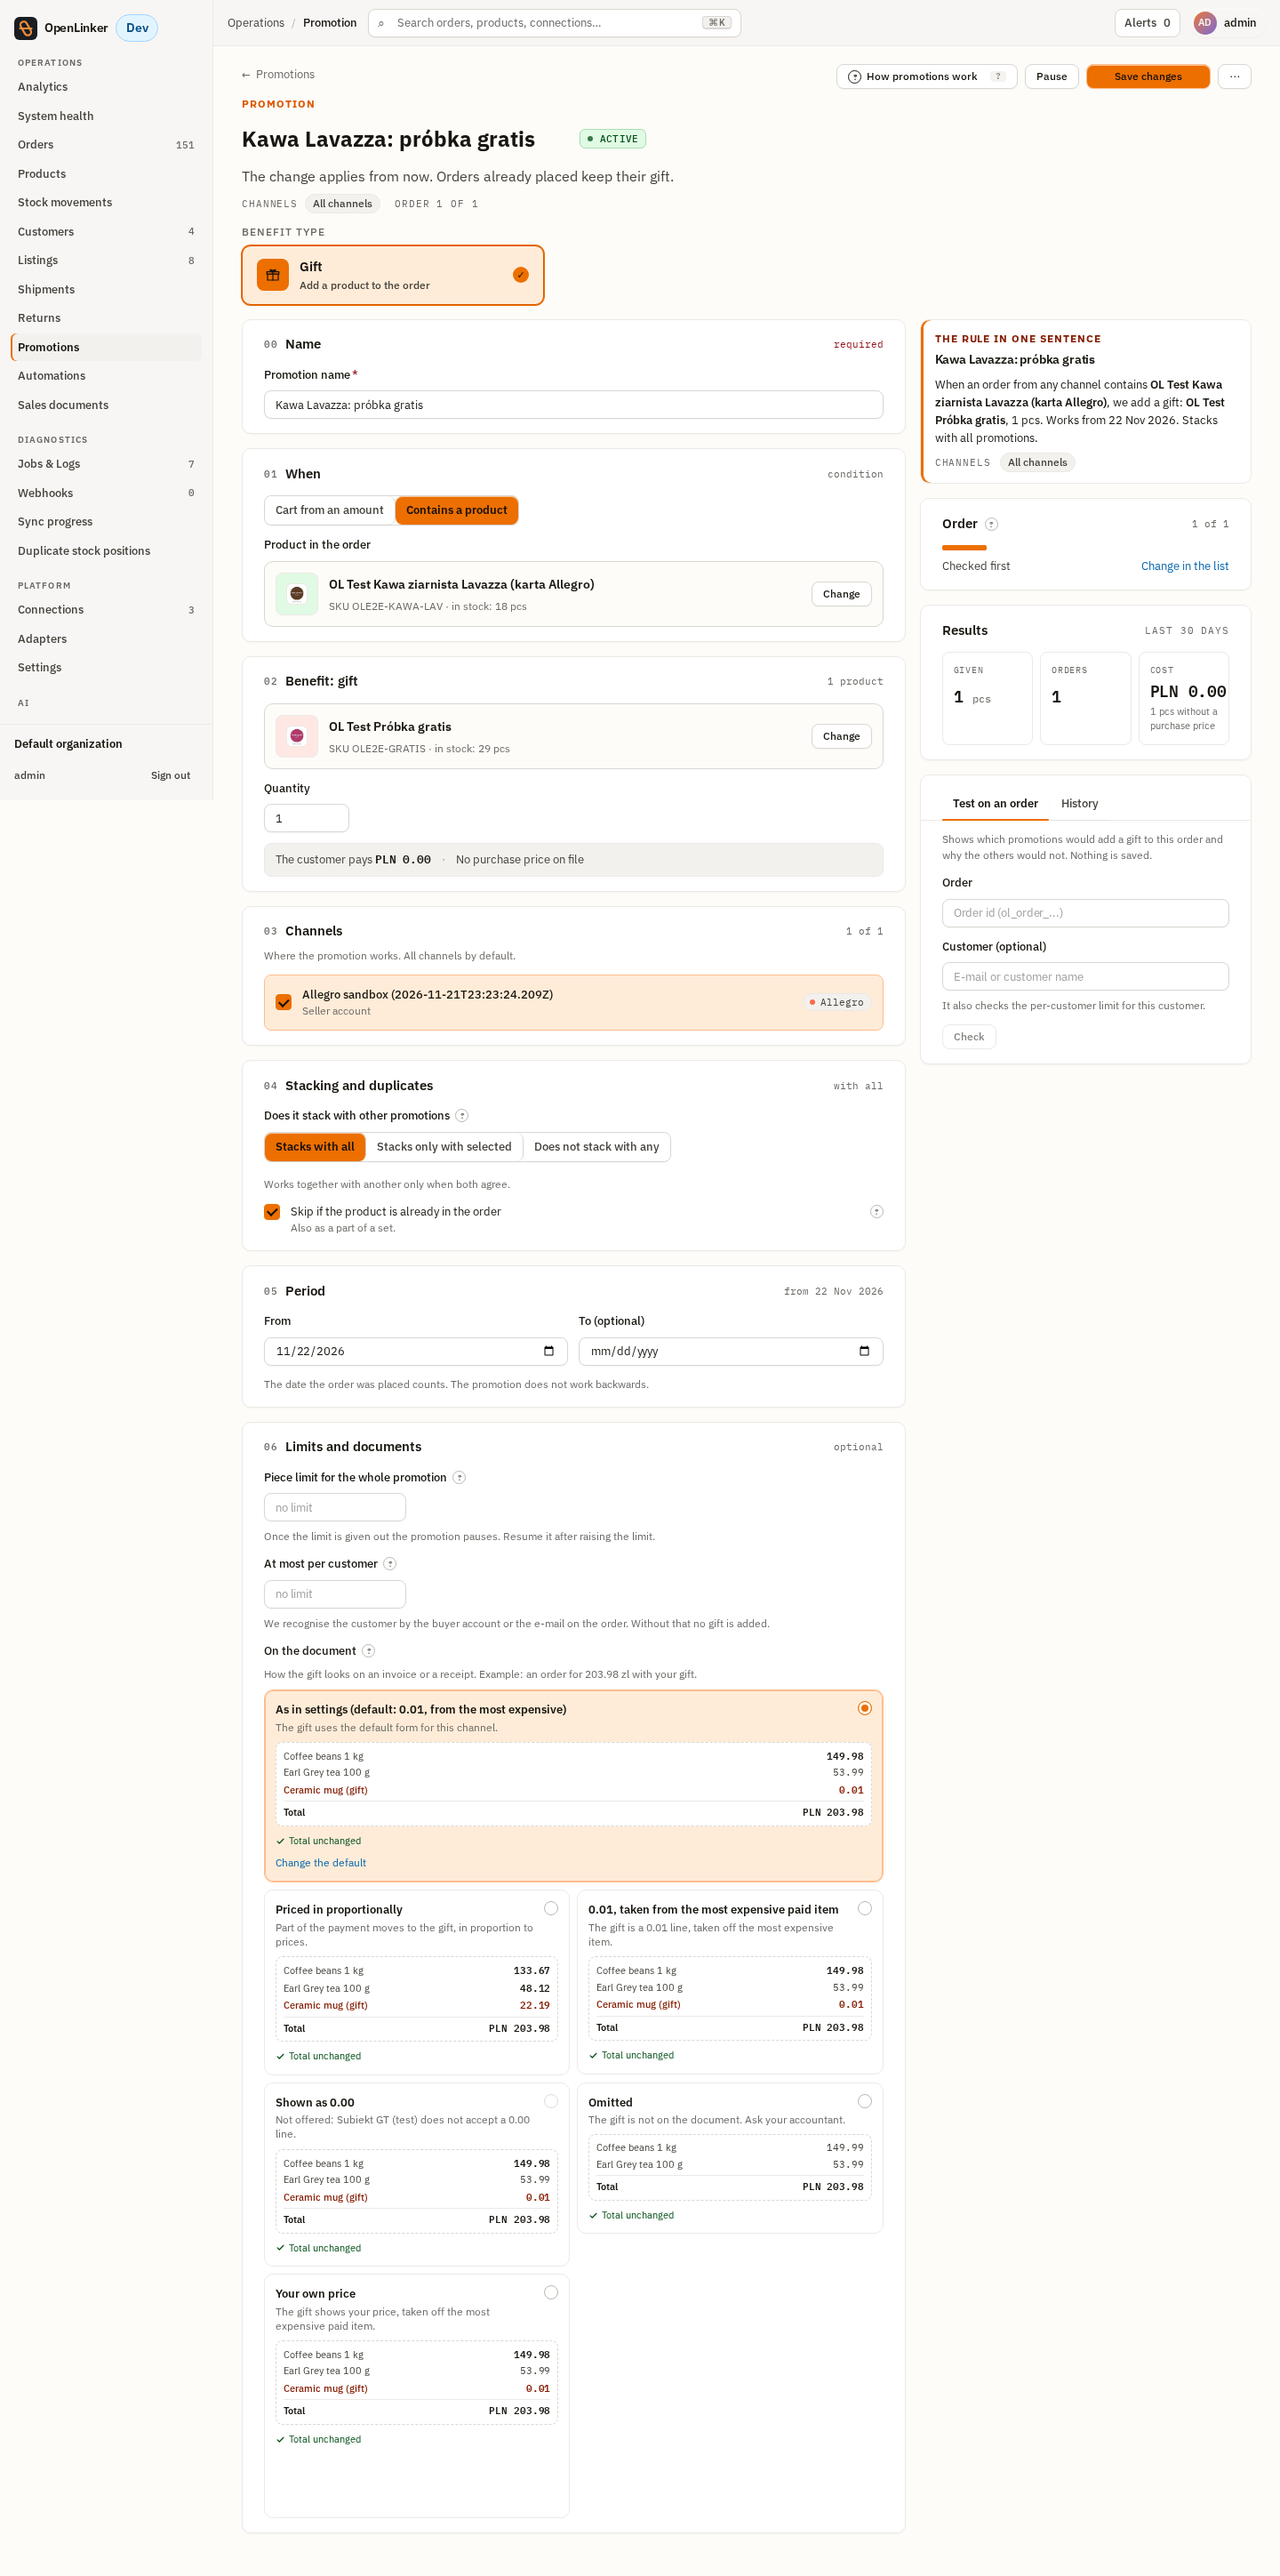 OpenLinker Dev
OPERATIONS
Analytics
System health
Orders 151
Products
Stock movements
Customers 4
Listings 8
Shipments
Returns
Promotions
Automations
Sales documents
DIAGNOSTICS
Jobs & Logs 7
Webhooks 0
Sync progress
Duplicate stock positions
PLATFORM
Connections 3
Adapters
Settings
AI
Default organization
admin Sign out
Operations / Promotion
Search orders, products, connections... ⌘K
Alerts 0
AD admin
← Promotions
? How promotions work ?
Pause
Save changes
...
PROMOTION
Kawa Lavazza: próbka gratis
ACTIVE
The change applies from now. Orders already placed keep their gift.
CHANNELS All channels ORDER 1 OF 1
BENEFIT TYPE
Gift
Add a product to the order
00 Name required
Promotion name *
Kawa Lavazza: próbka gratis
01 When condition
Cart from an amount Contains a product
Product in the order
OL Test Kawa ziarnista Lavazza (karta Allegro)
SKU OLE2E-KAWA-LAV · in stock: 18 pcs
Change
02 Benefit: gift 1 product
OL Test Próbka gratis
SKU OLE2E-GRATIS · in stock: 29 pcs
Change
Quantity
1
The customer pays PLN 0.00 · No purchase price on file
03 Channels 1 of 1
Where the promotion works. All channels by default.
Allegro sandbox (2026-11-21T23:23:24.209Z)
Seller account
Allegro
04 Stacking and duplicates with all
Does it stack with other promotions ?
Stacks with all Stacks only with selected Does not stack with any
Works together with another only when both agree.
Skip if the product is already in the order ?
Also as a part of a set.
05 Period from 22 Nov 2026
From
11/22/2026
To (optional)
mm/dd/yyyy
The date the order was placed counts. The promotion does not work backwards.
06 Limits and documents optional
Piece limit for the whole promotion ?
no limit
Once the limit is given out the promotion pauses. Resume it after raising the limit.
At most per customer ?
no limit
We recognise the customer by the buyer account or the e-mail on the order. Without that no gift is added.
On the document ?
How the gift looks on an invoice or a receipt. Example: an order for 203.98 zl with your gift.
As in settings (default: 0.01, from the most expensive)
The gift uses the default form for this channel.
Coffee beans 1 kg 149.98
Earl Grey tea 100 g 53.99
Ceramic mug (gift) 0.01
Total PLN 203.98
✓ Total unchanged
Change the default
Priced in proportionally
Part of the payment moves to the gift, in proportion to
prices.
Coffee beans 1 kg 133.67
Earl Grey tea 100 g 48.12
Ceramic mug (gift) 22.19
Total PLN 203.98
✓ Total unchanged
0.01, taken from the most expensive paid item
The gift is a 0.01 line, taken off the most expensive
item.
Coffee beans 1 kg 149.98
Earl Grey tea 100 g 53.99
Ceramic mug (gift) 0.01
Total PLN 203.98
✓ Total unchanged
Shown as 0.00
Not offered: Subiekt GT (test) does not accept a 0.00
line.
Coffee beans 1 kg 149.98
Earl Grey tea 100 g 53.99
Ceramic mug (gift) 0.01
Total PLN 203.98
✓ Total unchanged
Omitted
The gift is not on the document. Ask your accountant.
Coffee beans 1 kg 149.99
Earl Grey tea 100 g 53.99
Total PLN 203.98
✓ Total unchanged
Your own price
The gift shows your price, taken off the most
expensive paid item.
Coffee beans 1 kg 149.98
Earl Grey tea 100 g 53.99
Ceramic mug (gift) 0.01
Total PLN 203.98
✓ Total unchanged
THE RULE IN ONE SENTENCE
Kawa Lavazza: próbka gratis
When an order from any channel contains OL Test Kawa
ziarnista Lavazza (karta Allegro), we add a gift: OL Test
Próbka gratis, 1 pcs. Works from 22 Nov 2026. Stacks
with all promotions.
CHANNELS All channels
Order ? 1 of 1
Checked first Change in the list
Results LAST 30 DAYS
GIVEN
1 pcs
ORDERS
1
COST
PLN 0.00
1 pcs without a
purchase price
Test on an order History
Shows which promotions would add a gift to this order and
why the others would not. Nothing is saved.
Order
Order id (ol_order_...)
Customer (optional)
E-mail or customer name
It also checks the per-customer limit for this customer.
Check